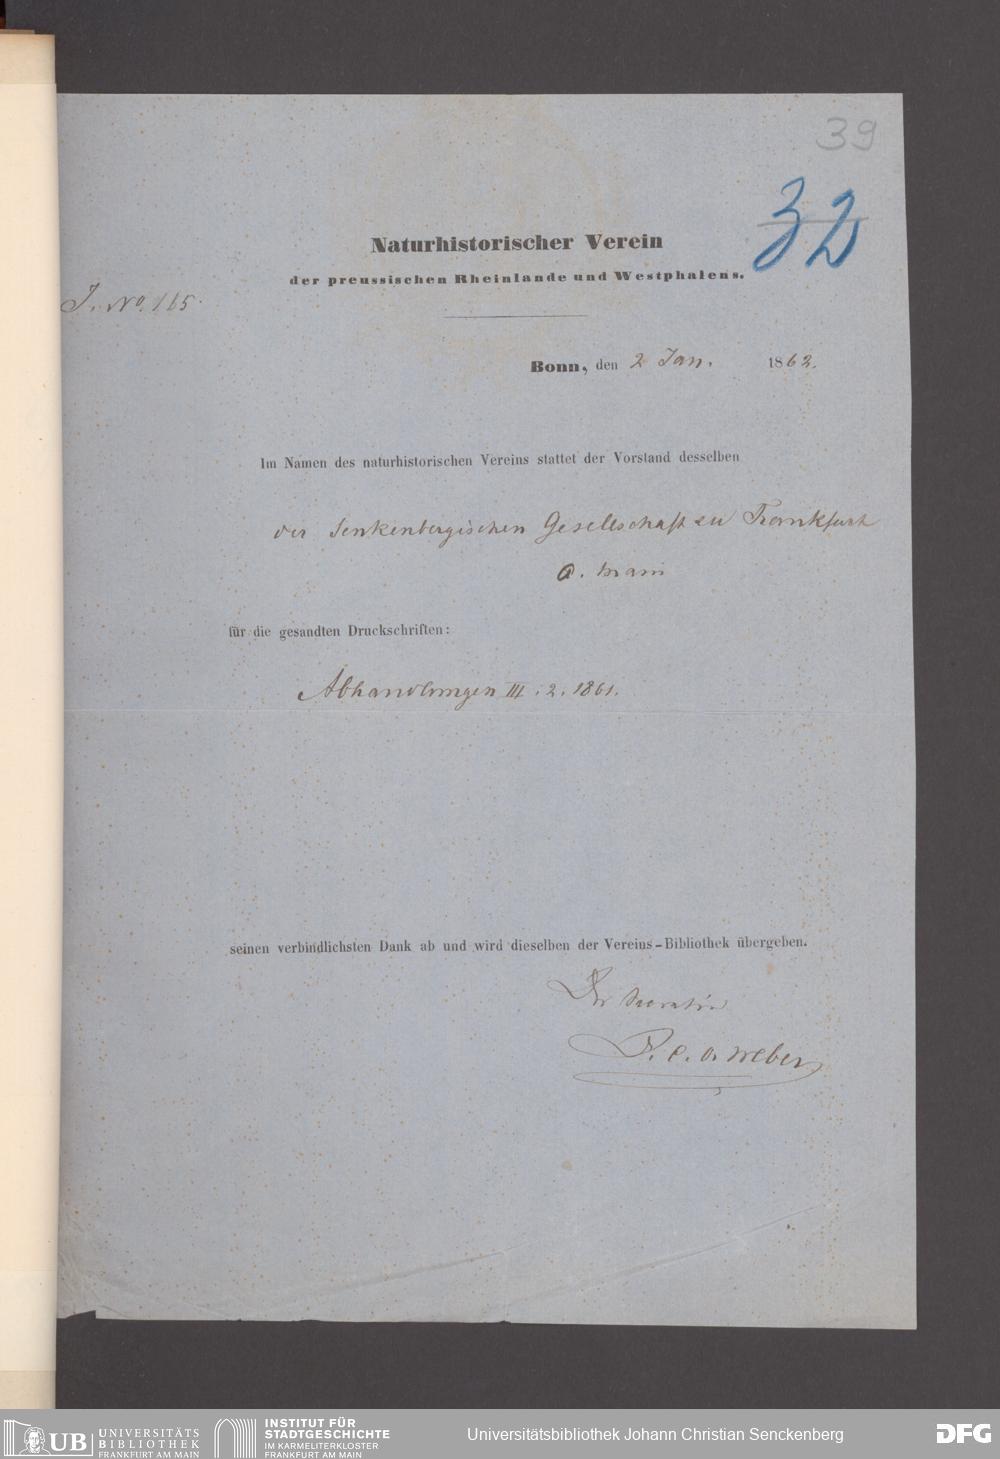 39
32
Naturhistorischer Verein
der preussischen Rheinlande und Westphalens.
J. No. 165.
Bonn, den 2 Jan. 1862.
Im Namen des naturhistorischen Vereins stattet der Vorstand desselben
der Senkenbergischen Gesellschaft zu Frankfurt
a. Main
für die gesandten Druckschriften:
Abhandlungen III. 2. 1861.
seinen verbindlichsten Dank ab und wird dieselben der Vereins-Bibliothek übergeben.
Der
Weber
UB UNIVERSITÄTS
BIBLIOTHEK
FRANKFURT AM MAIN
INSTITUT FÜR
STADTGESCHICHTE
IM KARMELITERKLOSTER
FRANKFURT AM MAIN
Universitätsbibliothek Johann Christian Senckenberg
DFG